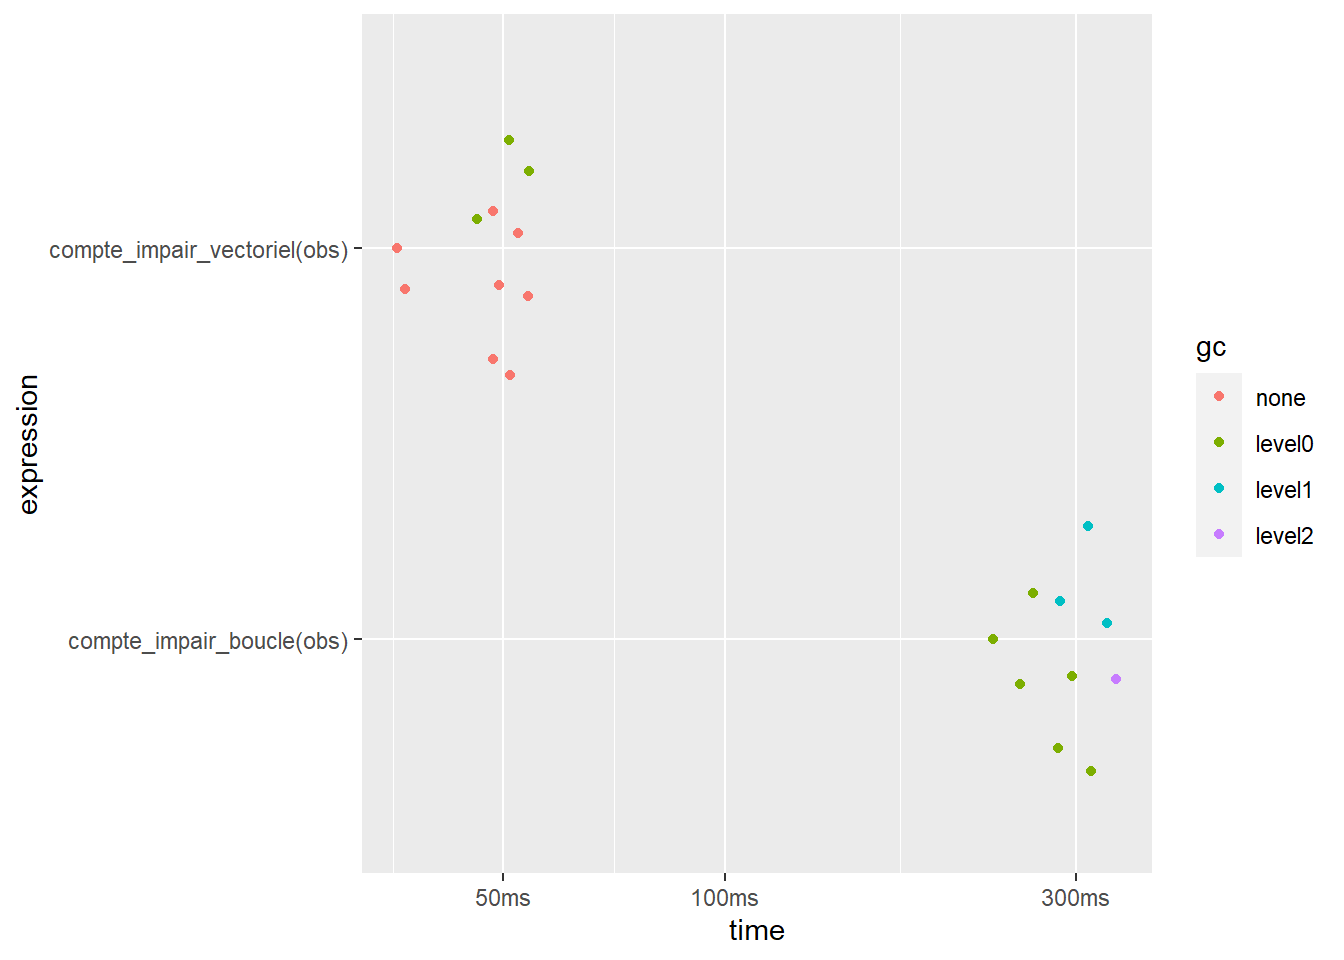 compte_impair_vectoriel(obs)
compte_impair_boucle(obs)
expression
50ms
100ms
300ms
time
gc
none
level0
level1
level2